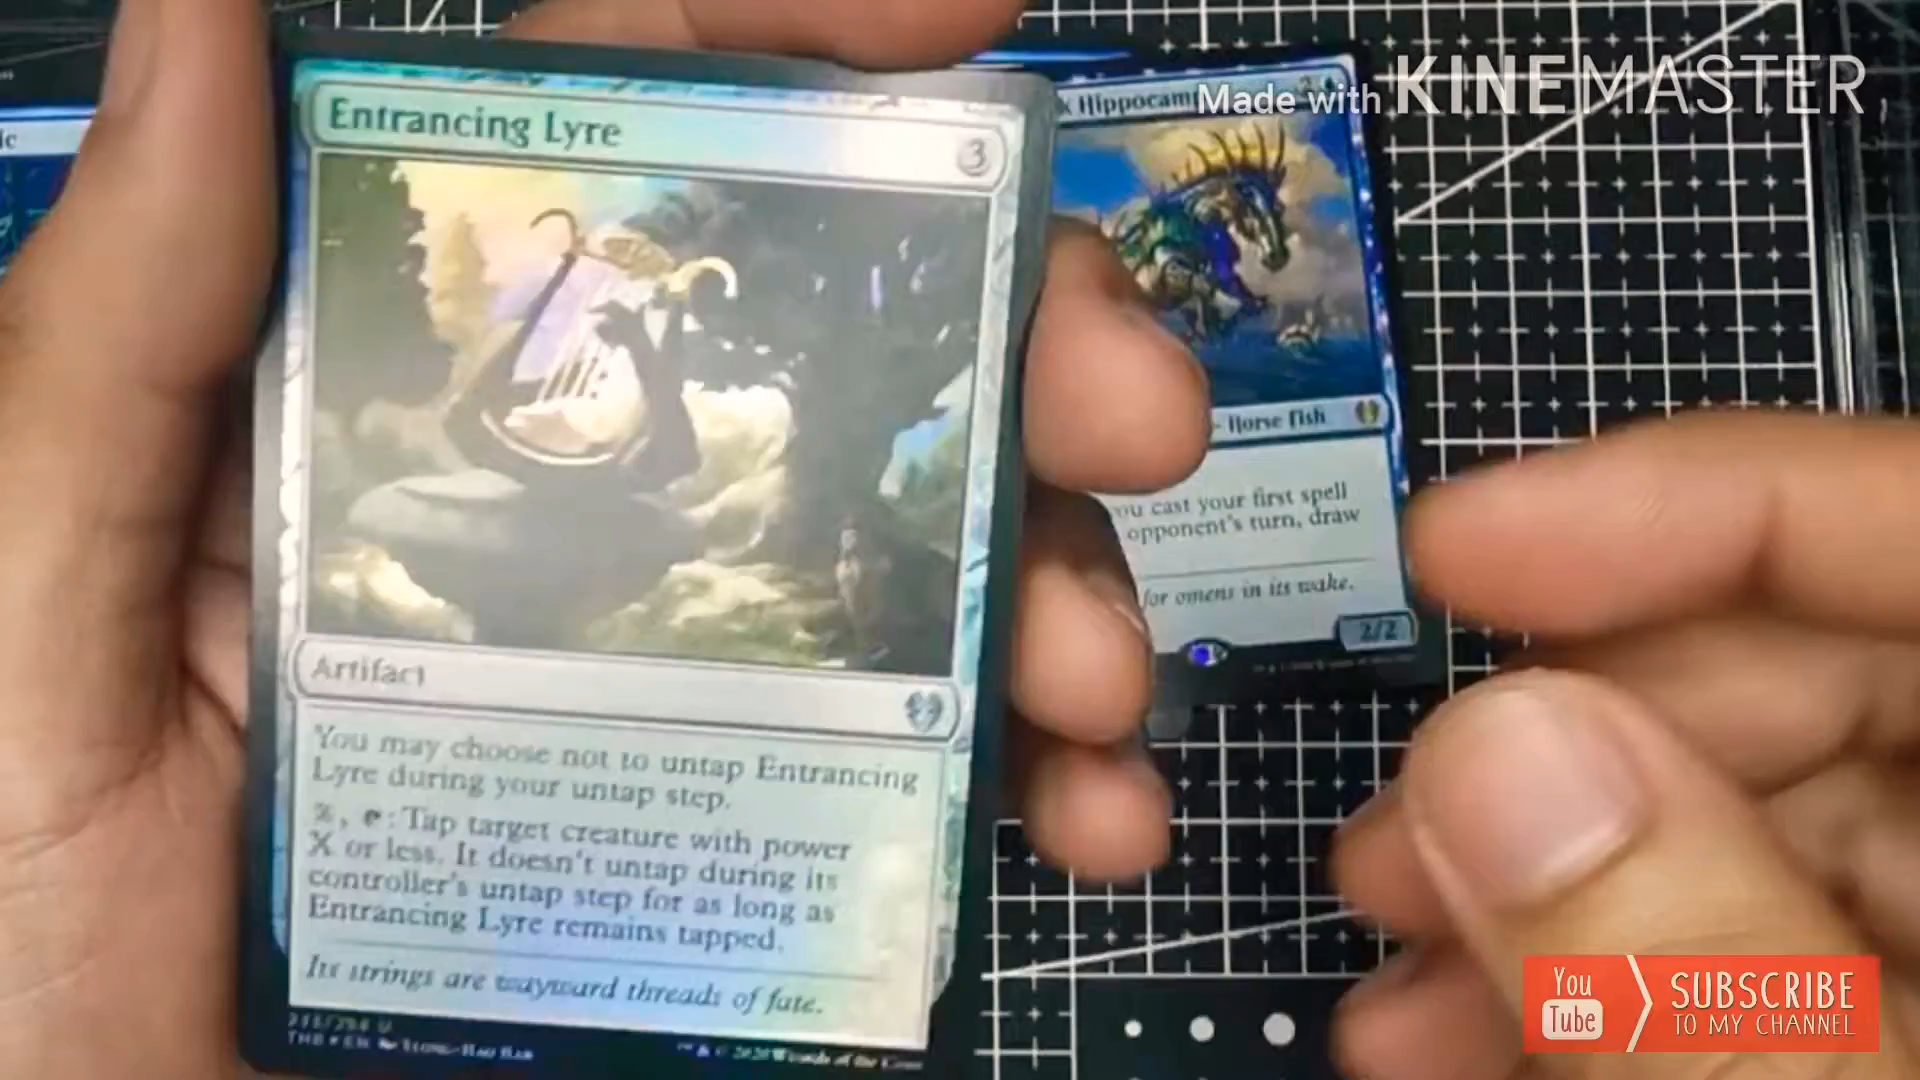 Entrancing Lyre
3
Artifact
You may choose not to untap Entrancing
Lyre during your untap step.
X, T: Tap target creature with power
X or less. It doesn't untap during its
controller's untap step for as long as
Entrancing Lyre remains tapped.
Its strings are wayward threads of fate.
THB EN
Hippocam
- Horse Fish
you cast your first spell
opponent's turn, draw
for omens in its wake.
2/2
Made with KINEMASTER
You
Tube
SUBSCRIBE
TO MY CHANNEL